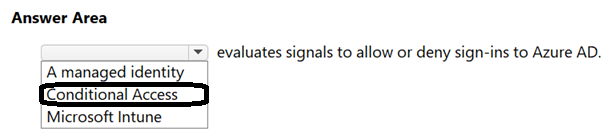 Answer Area
evaluates signals to allow or deny sign-ins to Azure AD.
A managed identity
Conditional Access
Microsoft Intune